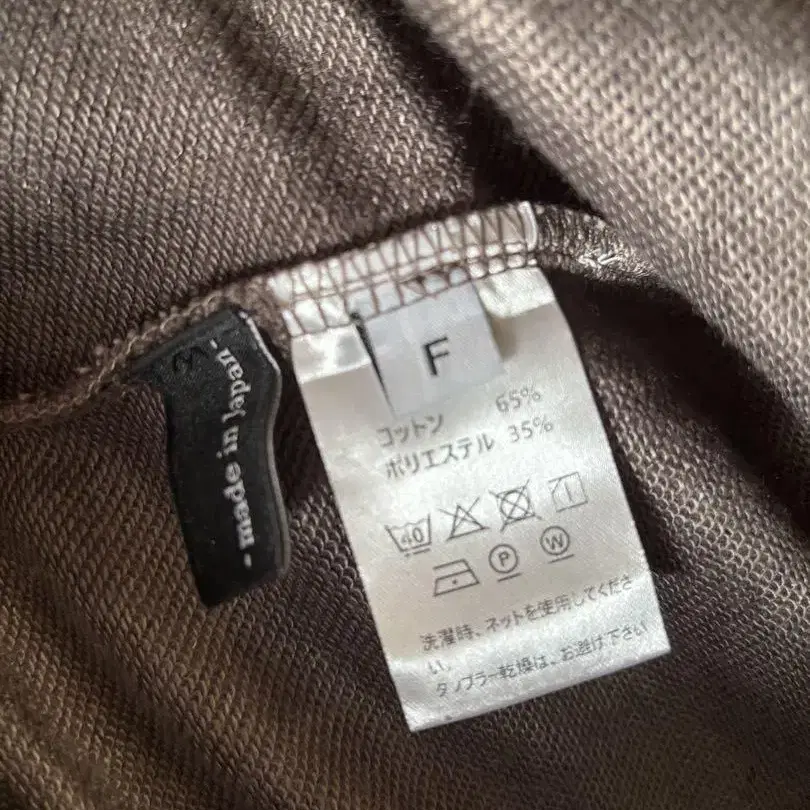 - made in Japan -
F
コットン 65%
ポリエステル 35%
40
P
W
洗濯時、ネットを使用してくださ
い。
タンブラー乾燥は、お避け下さい